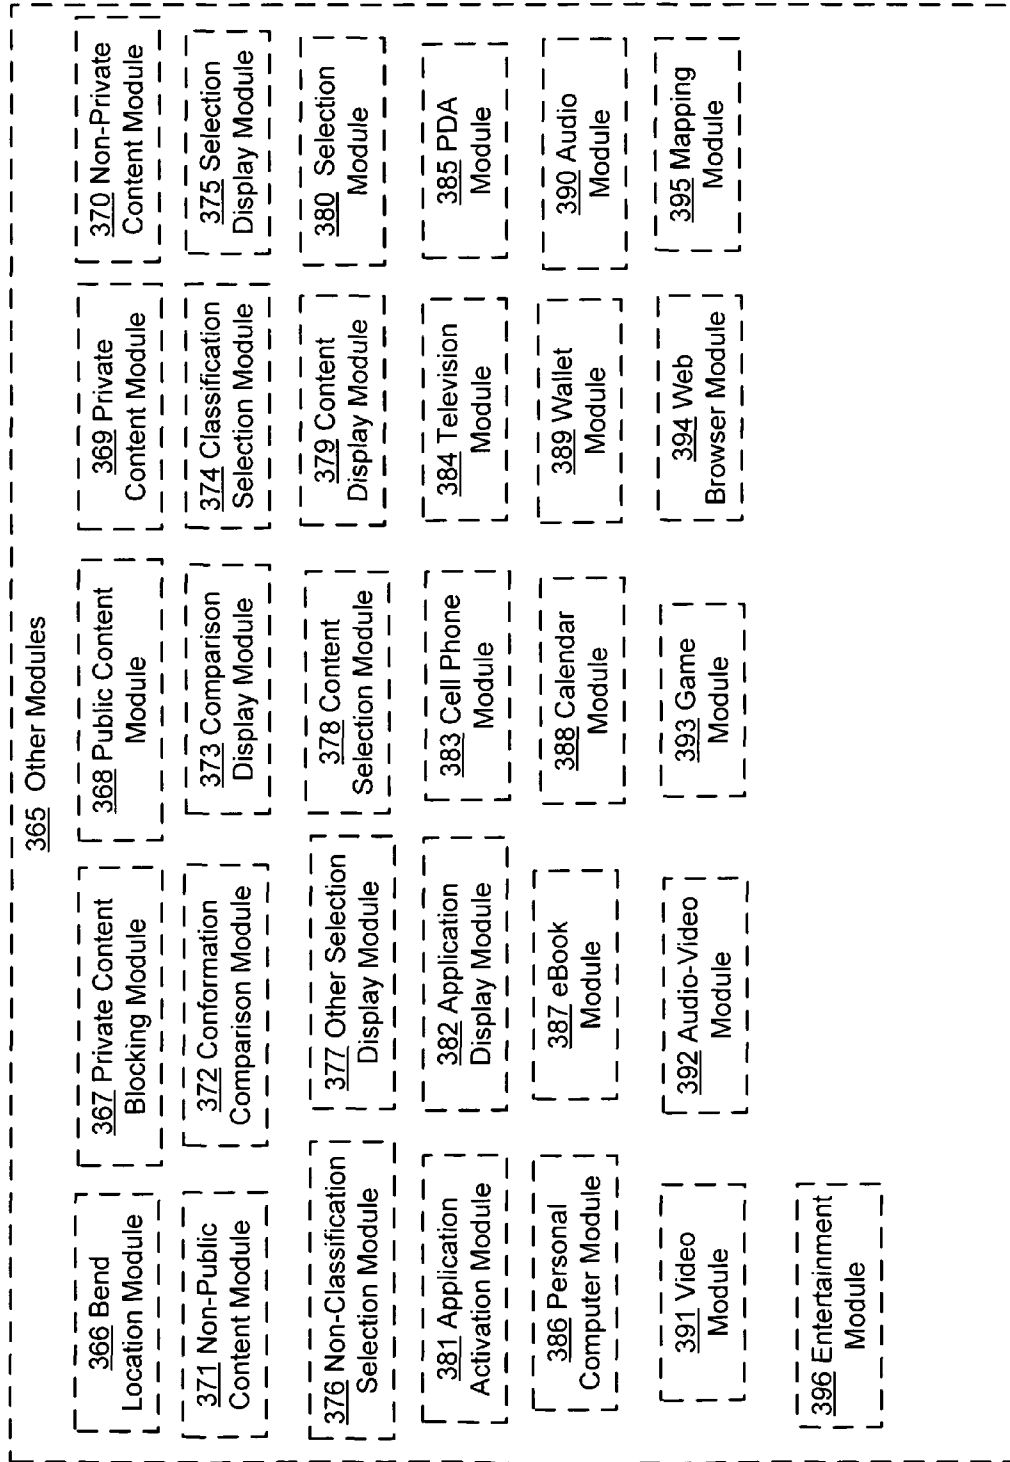 365 Other Modules
366 Bend
Location Module
367 Private Content
Blocking Module
368 Public Content
Module
369 Private
Content Module
370 Non-Private
Content Module
371 Non-Public
Content Module
372 Conformation
Comparison Module
373 Comparison
Display Module
374 Classification
Selection Module
375 Selection
Display Module
376 Non-Classification
Selection Module
377 Other Selection
Display Module
378 Content
Selection Module
379 Content
Display Module
380 Selection
Module
381 Application
Activation Module
382 Application
Display Module
383 Cell Phone
Module
384 Television
Module
385 PDA
Module
386 Personal
Computer Module
387 eBook
Module
388 Calendar
Module
389 Wallet
Module
390 Audio
Module
391 Video
Module
392 Audio-Video
Module
393 Game
Module
394 Web
Browser Module
395 Mapping
Module
396 Entertainment
Module